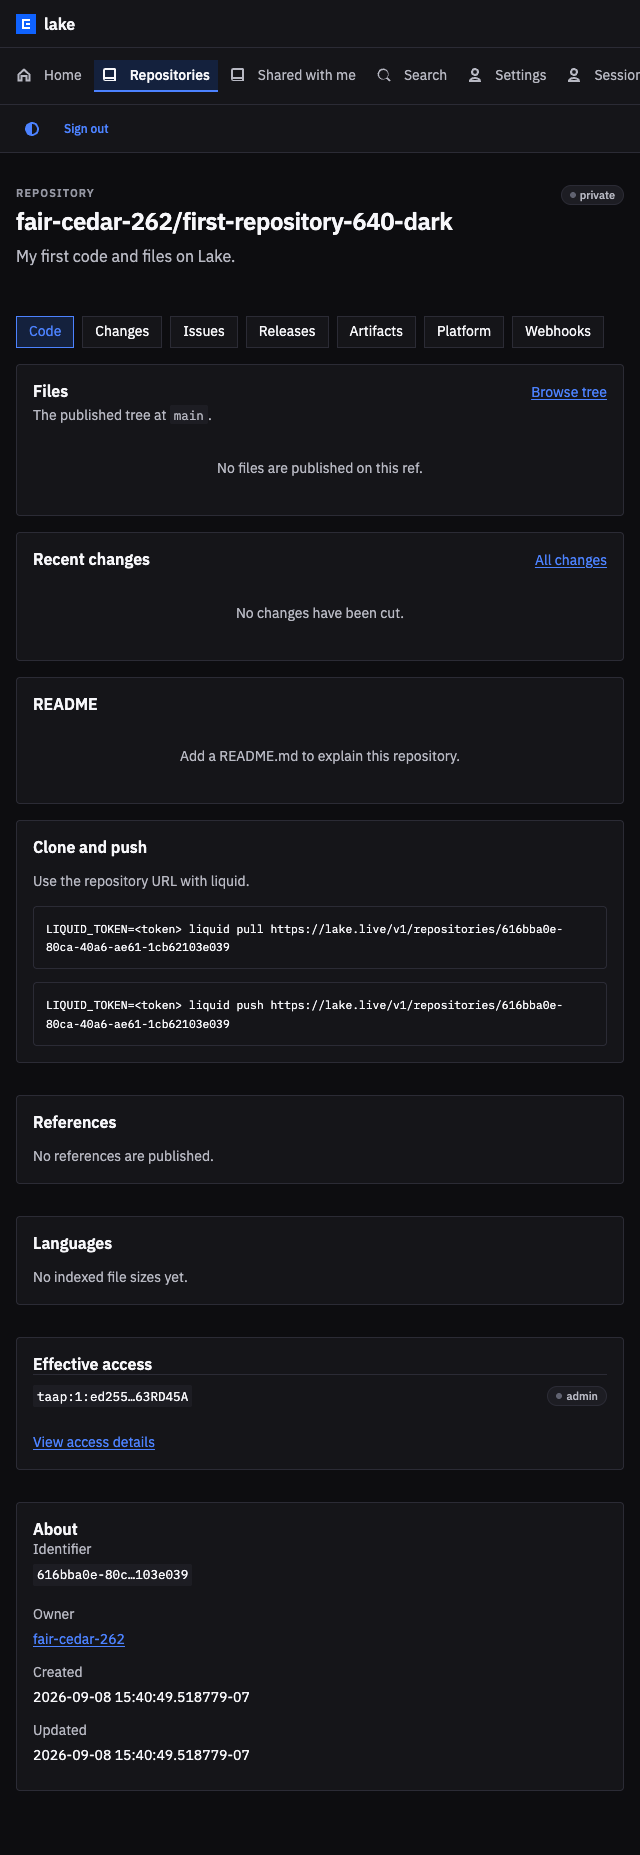 lake
Home
Repositories
Shared with me
Search
Settings
Session
Sign out
REPOSITORY
private
fair-cedar-262/first-repository-640-dark
My first code and files on Lake.
Code
Changes
Issues
Releases
Artifacts
Platform
Webhooks
Files
Browse tree
The published tree at main.
No files are published on this ref.
Recent changes
All changes
No changes have been cut.
README
Add a README.md to explain this repository.
Clone and push
Use the repository URL with liquid.
LIQUID_TOKEN=<token> liquid pull https://lake.live/v1/repositories/616bba0e-
80ca-40a6-ae61-1cb62103e039
LIQUID_TOKEN=<token> liquid push https://lake.live/v1/repositories/616bba0e-
80ca-40a6-ae61-1cb62103e039
References
No references are published.
Languages
No indexed file sizes yet.
Effective access
taap:1:ed255…63RD45A
admin
View access details
About
Identifier
616bba0e-80c…103e039
Owner
fair-cedar-262
Created
2026-09-08 15:40:49.518779-07
Updated
2026-09-08 15:40:49.518779-07